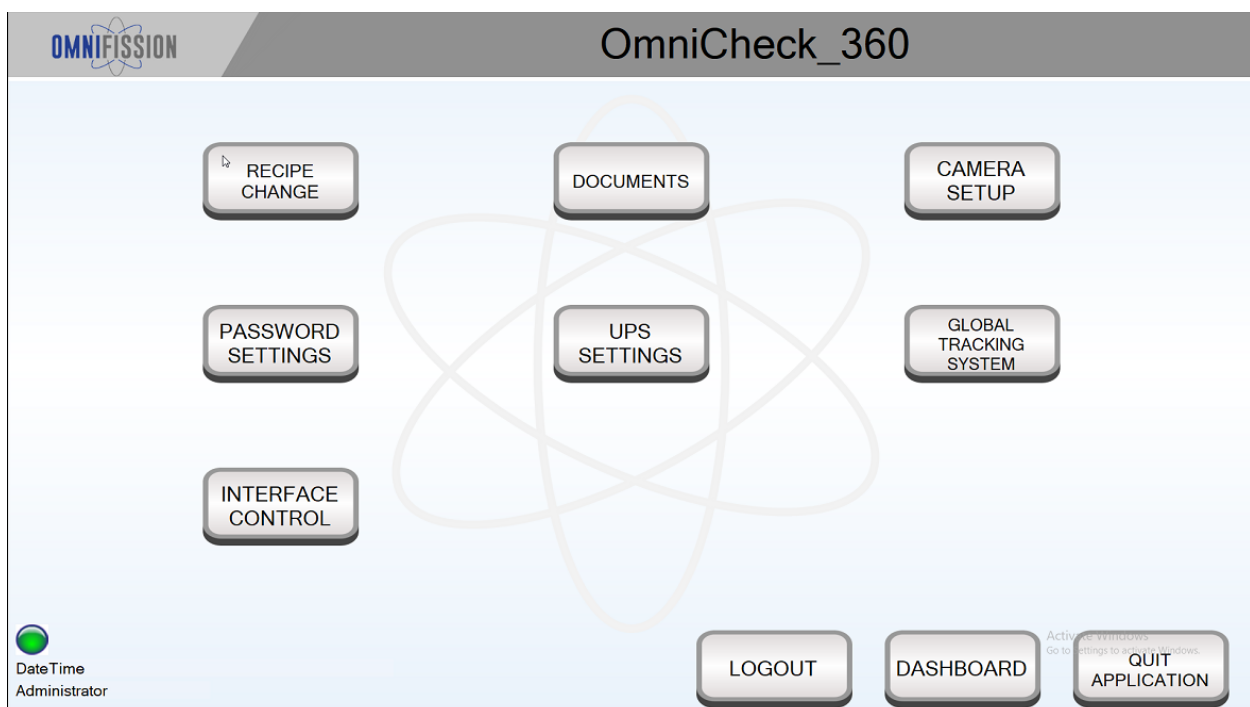 OMNIFISSION
OmniCheck_360
RECIPE
CHANGE
DOCUMENTS
CAMERA
SETUP
PASSWORD
SETTINGS
UPS
SETTINGS
GLOBAL
TRACKING
SYSTEM
INTERFACE
CONTROL
DateTime
Administrator
LOGOUT
DASHBOARD
Activate Windows
Go to Settings to activate Windows.
QUIT
APPLICATION